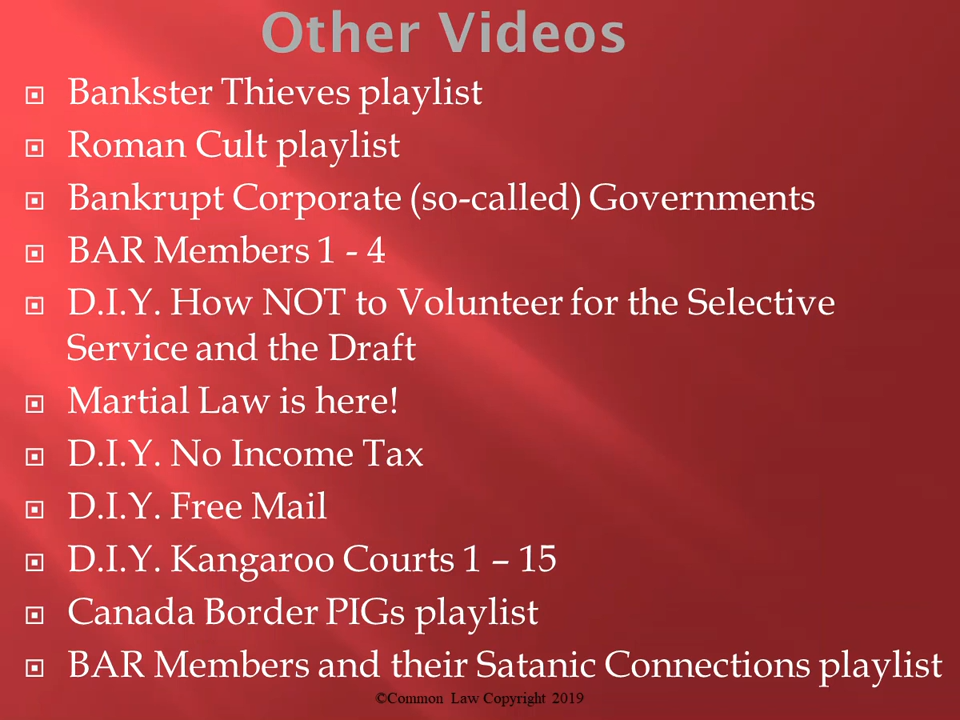 Other Videos
Bankster Thieves playlist
Roman Cult playlist
Bankrupt Corporate (so-called) Governments
BAR Members 1 - 4
D.I.Y. How NOT to Volunteer for the Selective
Service and the Draft
Martial Law is here!
D.I.Y. No Income Tax
D.I.Y. Free Mail
D.I.Y. Kangaroo Courts 1 – 15
Canada Border PIGs playlist
BAR Members and their Satanic Connections playlist
©Common Law Copyright 2019